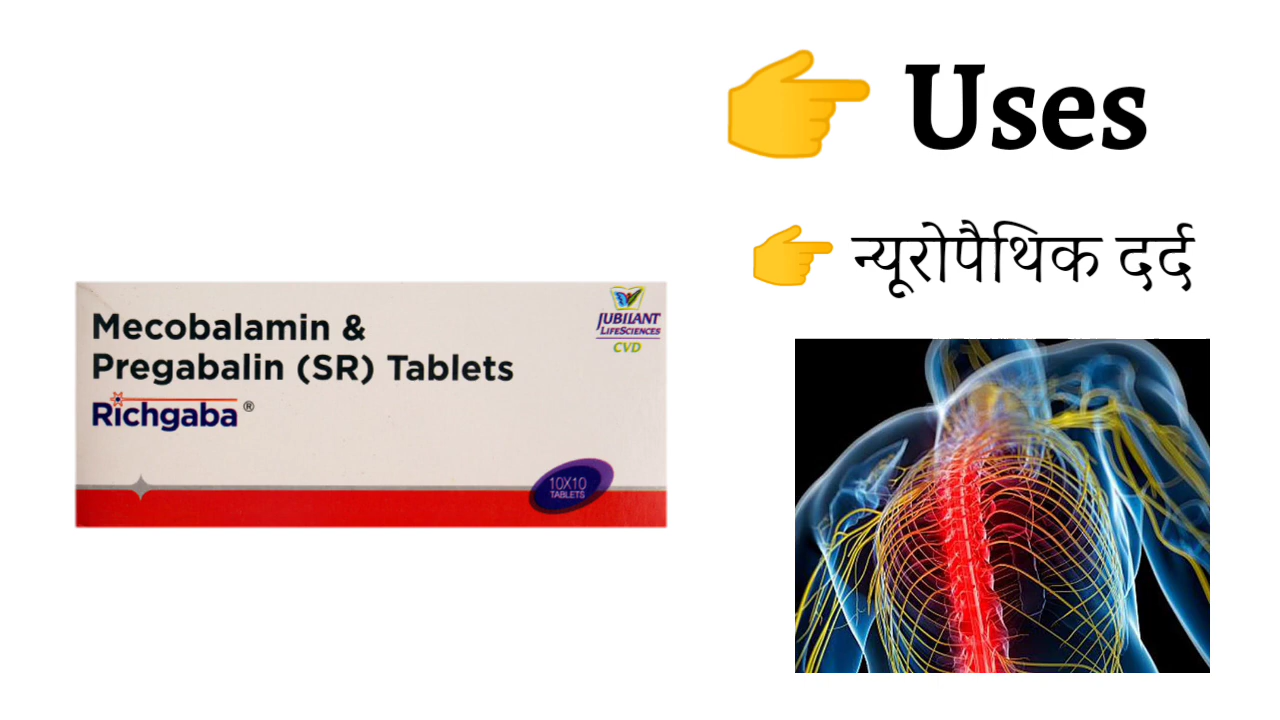 👉 Uses
👉 न्यूरोपैथिक दर्द
Mecobalamin &
Pregabalin (SR) Tablets
Richgaba®
JUBILANT
LIFESCIENCES
CVD
10X10
TABLETS